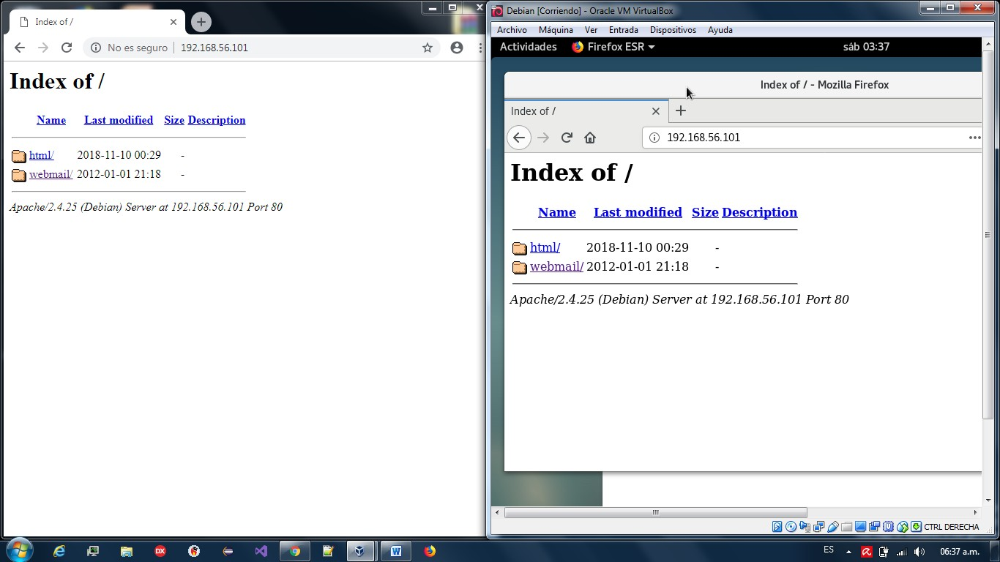 Index of /
No es seguro | 192.168.56.101
Index of /
Name Last modified Size Description
html/ 2018-11-10 00:29 -
webmail/ 2012-01-01 21:18 -
Apache/2.4.25 (Debian) Server at 192.168.56.101 Port 80
Debian [Corriendo] - Oracle VM VirtualBox
Archivo Máquina Ver Entrada Dispositivos Ayuda
Actividades Firefox ESR sáb 03:37
Index of / - Mozilla Firefox
Index of /
192.168.56.101
Index of /
Name Last modified Size Description
html/ 2018-11-10 00:29 -
webmail/ 2012-01-01 21:18 -
Apache/2.4.25 (Debian) Server at 192.168.56.101 Port 80
CTRL DERECHA
DX W ES 06:37 a.m.